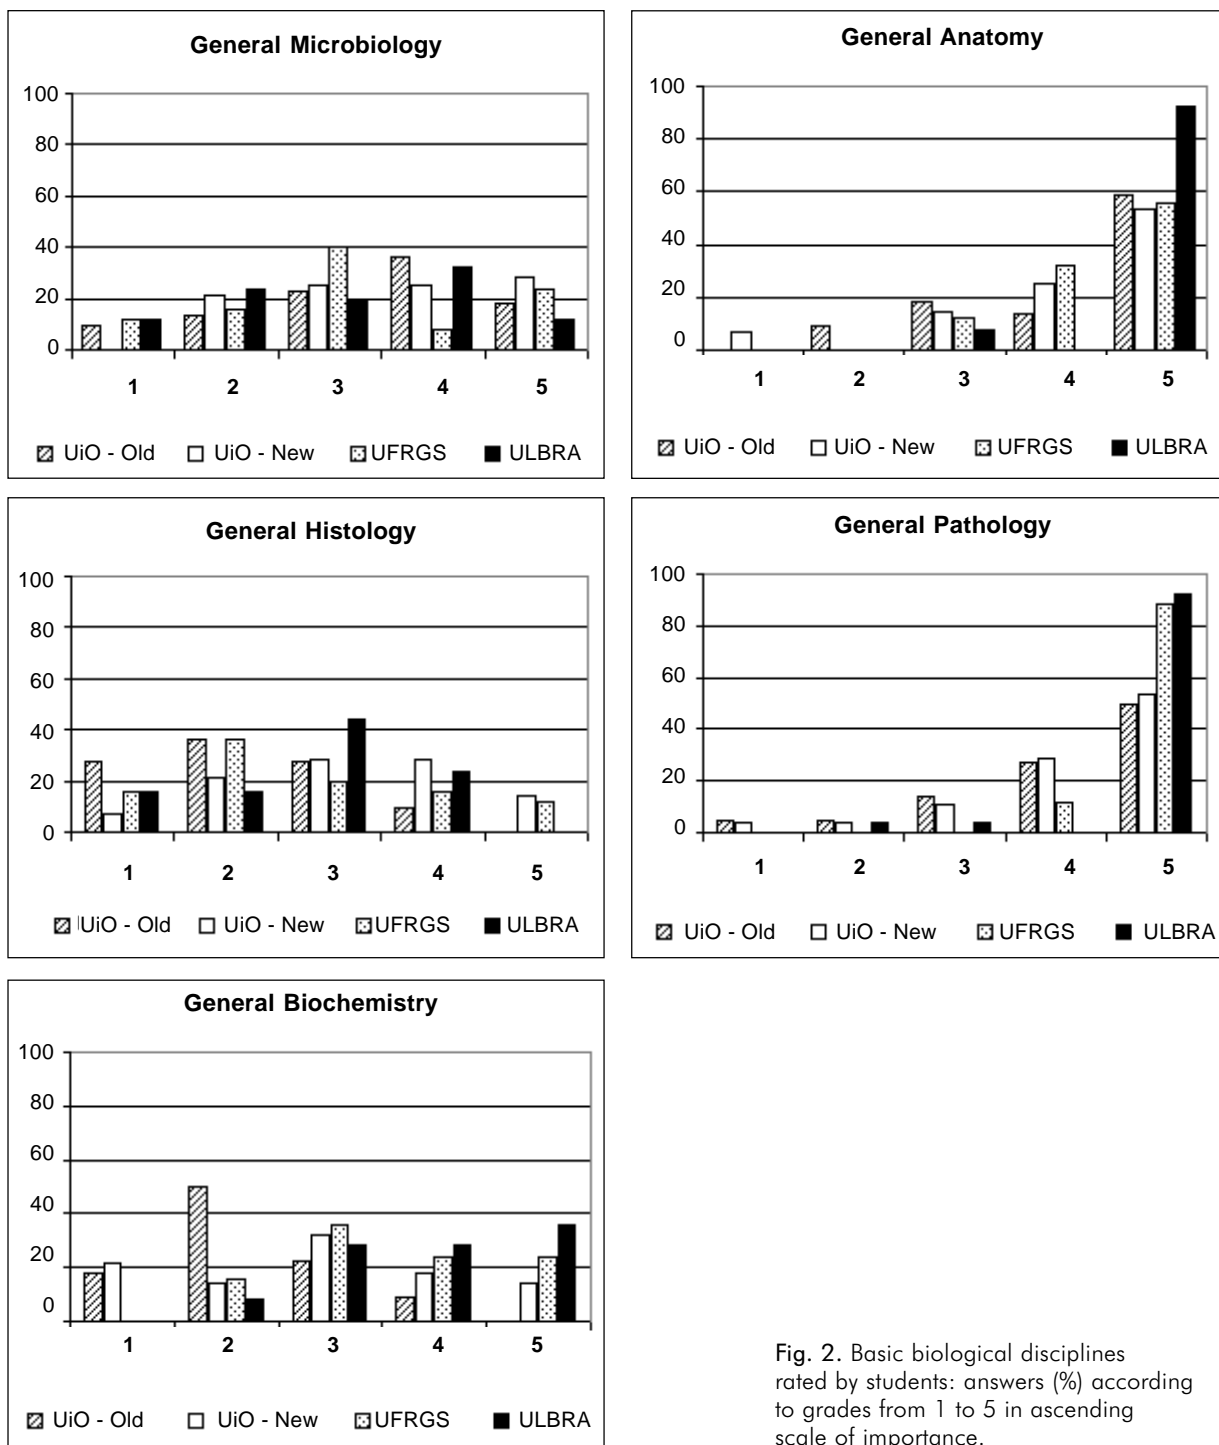 General Microbiology
100
80
60
40
20
0
1 2 3 4 5
UiO - Old UiO - New UFRGS ULBRA
General Anatomy
100
80
60
40
20
0
1 2 3 4 5
UiO - Old UiO - New UFRGS ULBRA
General Histology
100
80
60
40
20
0
1 2 3 4 5
UiO - Old UiO - New UFRGS ULBRA
General Pathology
100
80
60
40
20
0
1 2 3 4 5
UiO - Old UiO - New UFRGS ULBRA
General Biochemistry
100
80
60
40
20
0
1 2 3 4 5
UiO - Old UiO - New UFRGS ULBRA
Fig. 2. Basic biological disciplines
rated by students: answers (%) according
to grades from 1 to 5 in ascending
scale of importance.